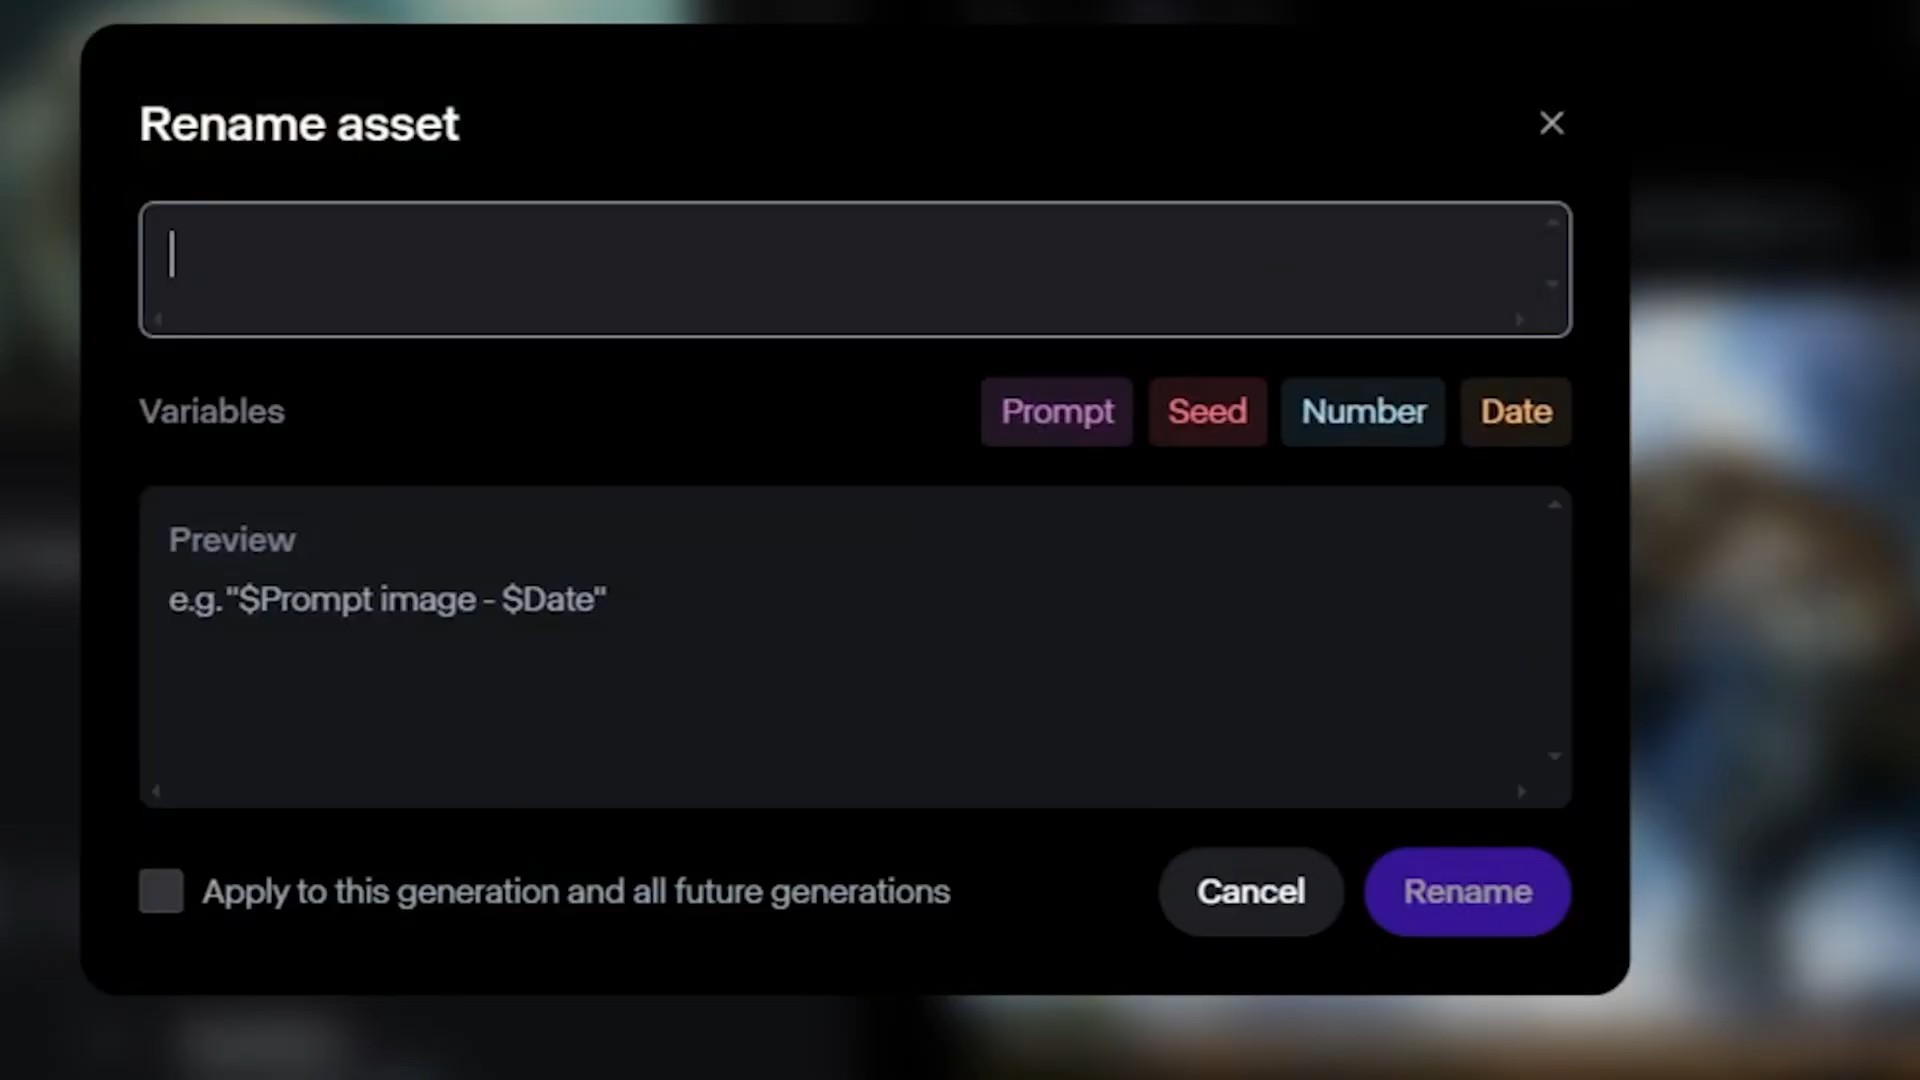 Rename asset
Variables
Prompt
Seed
Number
Date
Preview
e.g. "$Prompt image - $Date"
Apply to this generation and all future generations
Cancel
Rename